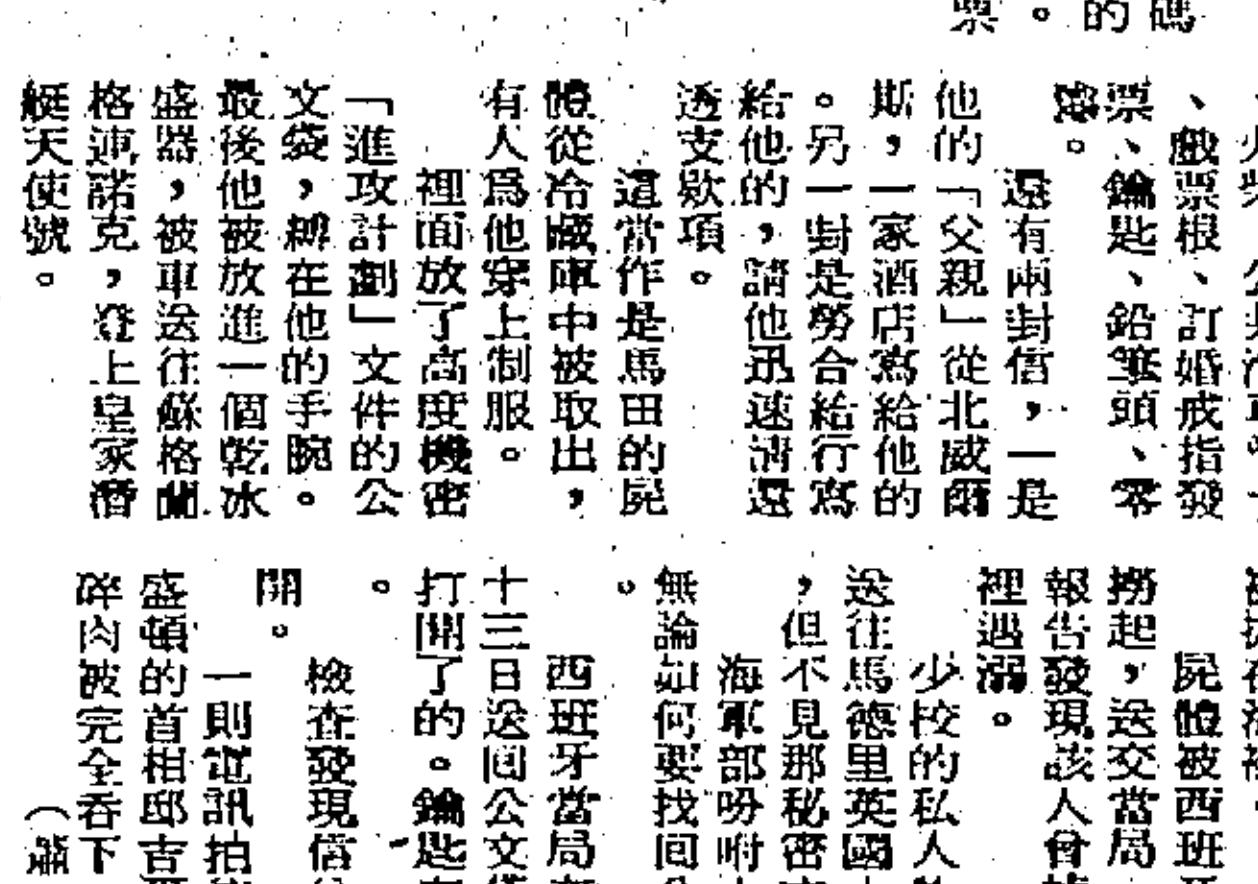 碼
的
。
票
、戲票根、訂婚戒指發
票、鑰匙、鉛筆頭、零
。
還有兩封信，一是
他的「父親」從北威爾
斯，一家酒店寫給他的
。另一對是勞合給行寫
給他的，請他迅速清還
透支欵項。
這當作是馬田的屍
體從冷藏庫中被取出，
有人爲他穿上制服。
裡面放了高度機密
「進攻計劃」文件的公
文袋，縛在他的手腕。
最後他被放進一個乾冰
盛器，被車送往蘇格蘭
格連諾克，登上皇家潛
艇天使號。
屍體被西班
撈起，送交當局
報告發現該人曾
裡遇溺。
少校的私人
送往馬德里英國
，但不見那秘密
海軍部吩咐
無論如何要找回
。
西班牙當局
十三日送囘公文
打開了的。鑰匙
。
檢查發現信
開。
一則電訊拍
盛頓的首相邱吉
碎肉被完全吞下
（蕭